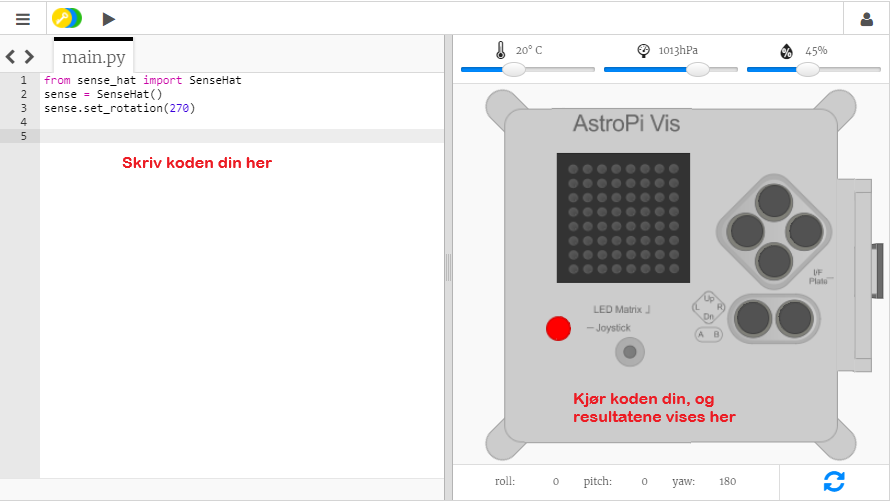 main.py
20° C
1013hPa
45%
1 from sense_hat import SenseHat
2 sense = SenseHat()
3 sense.set_rotation(270)
4
5
Skriv koden din her
AstroPi Vis
I/F
Plate
LED Matrix
Joystick
Up
L R
Dn
A B
Kjør koden din, og
resultatene vises her
roll: 0 pitch: 0 yaw: 180